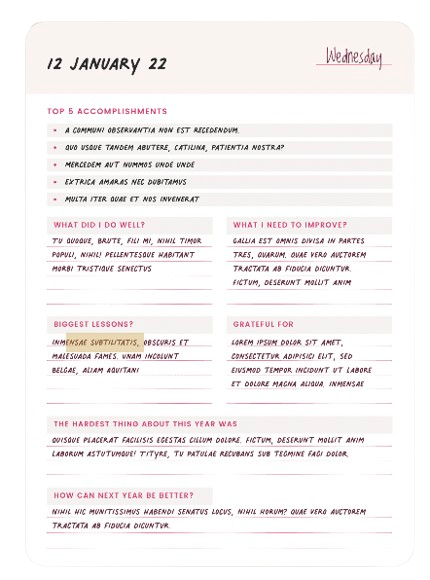 12 JANUARY 22
Wednesday
TOP 5 ACCOMPLISHMENTS
• A COMMUNI OBSERVANTIA NON EST RECEDENDUM.
• QUO USQUE TANDEM ABUTERE, CATILINA, PATIENTIA NOSTRA?
• MERCEDEM AUT NUMMOS UNDE UNDE
• EXTRICA AMARAS NEC DUBITAMUS
• MULTA ITER QUAE ET NOS INVENERAT
WHAT DID I DO WELL?
TU QUOQUE, BRUTE, FILI MI, NIHIL TIMOR
POPULI, NIHIL! PELLENTESQUE HABITANT
MORBI TRISTIQUE SENECTUS
WHAT I NEED TO IMPROVE?
GALLIA EST OMNIS DIVISA IN PARTES
TRES, QUARUM. QUAE VERO AUCTOREM
TRACTATA AB FIDUCIA DICUNTUR.
FICTUM, DESERUNT MOLLIT ANIM
BIGGEST LESSONS?
INMENSAE SUBTILITATIS, OBSCURIS ET
MALESUADA FAMES. UNAM INCOLUNT
BELGAE, ALIAM AQUITANI
GRATEFUL FOR
LOREM IPSUM DOLOR SIT AMET,
CONSECTETUR ADIPISICI ELIT, SED
EIUSMOD TEMPOR INCIDUNT UT LABORE
ET DOLORE MAGNA ALIQUA. INMENSAE
THE HARDEST THING ABOUT THIS YEAR WAS
QUISQUE PLACERAT FACILISIS EGESTAS CILLUM DOLORE. FICTUM, DESERUNT MOLLIT ANIM
LABORUM ASTUTUMQUE! TITYRE, TU PATULAE RECUBANS SUB TEGMINE FAGI DOLOR.
HOW CAN NEXT YEAR BE BETTER?
NIHIL HIC MUNITISSIMUS HABENDI SENATUS LOCUS, NIHIL HORUM? QUAE VERO AUCTOREM
TRACTATA AB FIDUCIA DICUNTUR.